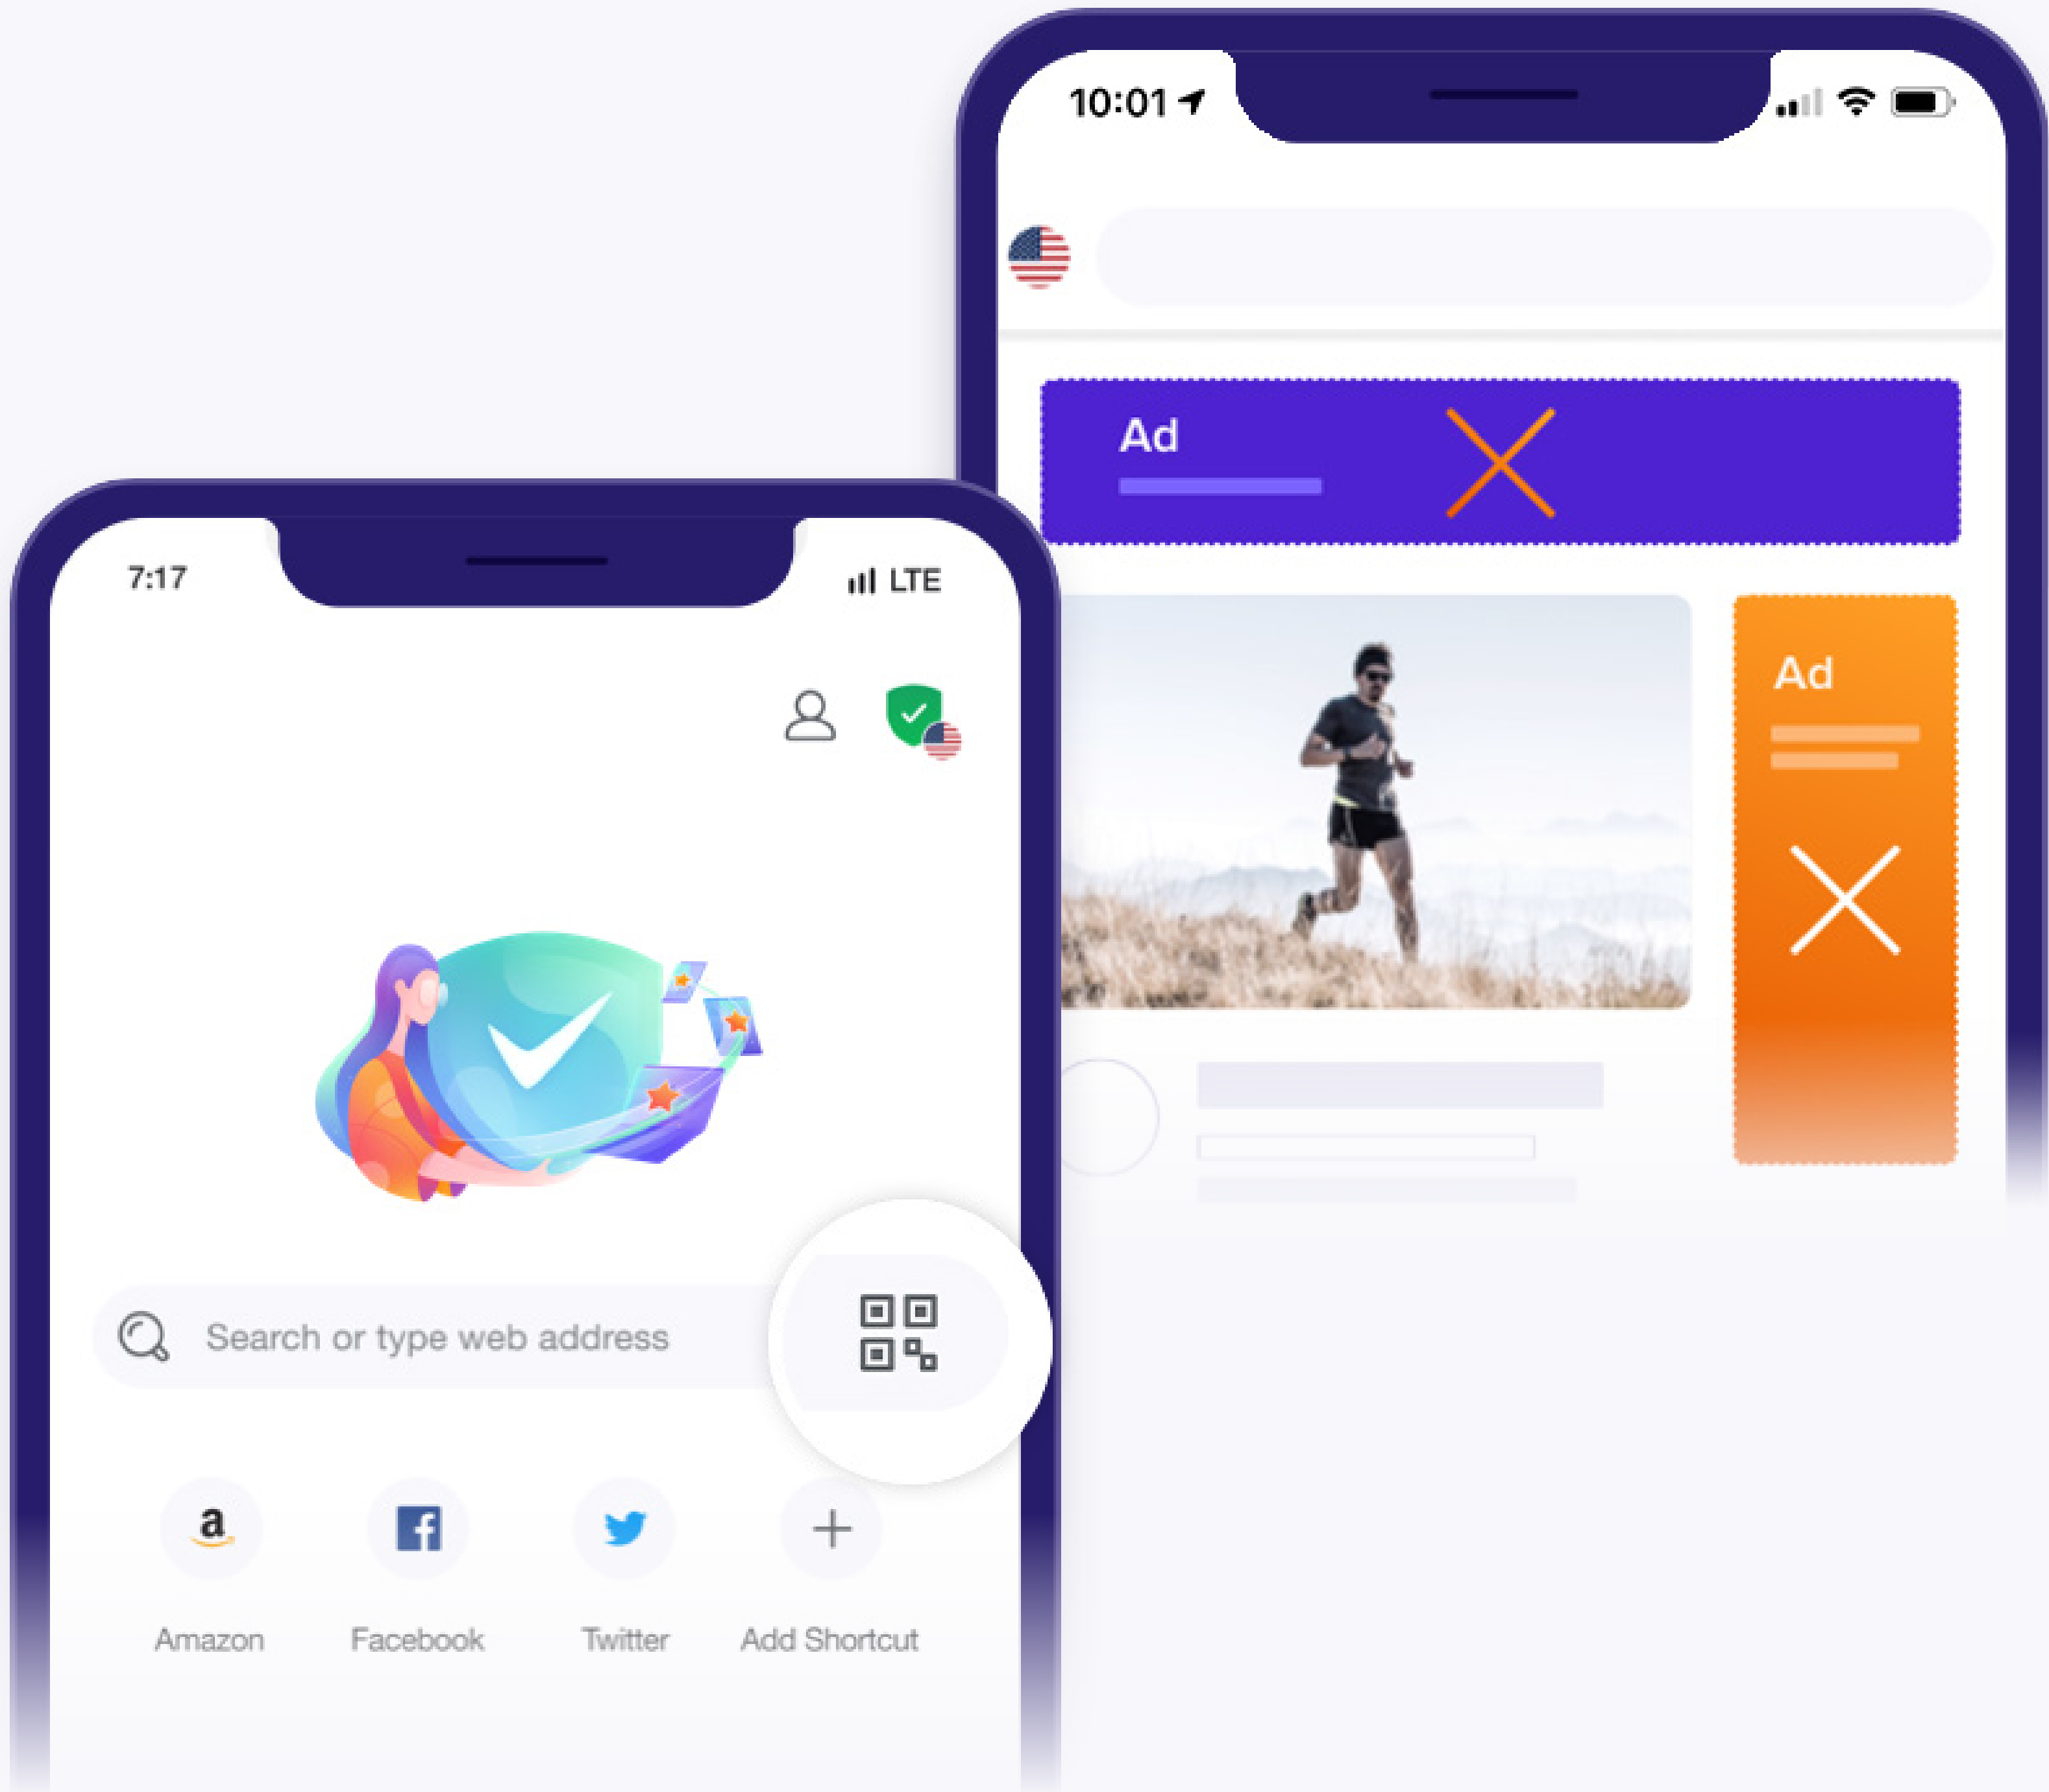 10:01
Ad
Ad
7:17
LTE
Search or type web address
Amazon
Facebook
Twitter
Add Shortcut